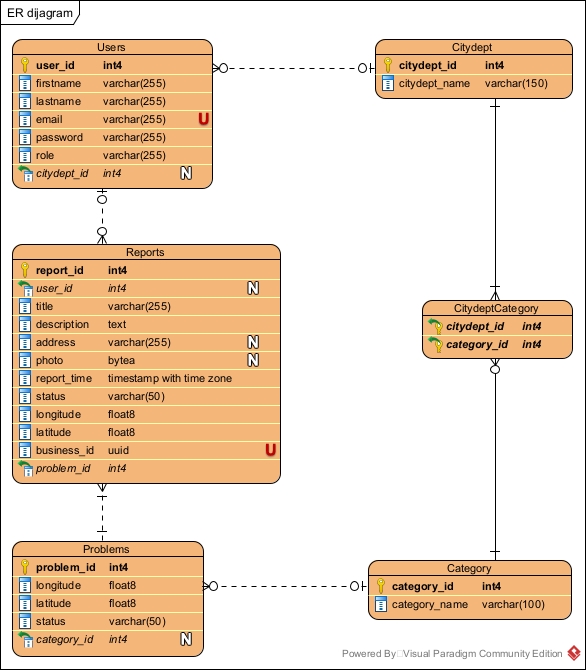 ER dijagram
Users
user_id int4
firstname varchar(255)
lastname varchar(255)
email varchar(255) U
password varchar(255)
role varchar(255)
citydept_id int4 N
Citydept
citydept_id int4
citydept_name varchar(150)
Reports
report_id int4
user_id int4 N
title varchar(255)
description text
address varchar(255) N
photo bytea N
report_time timestamp with time zone
status varchar(50)
longitude float8
latitude float8
business_id uuid U
problem_id int4
CitydeptCategory
citydept_id int4
category_id int4
Problems
problem_id int4
longitude float8
latitude float8
status varchar(50)
category_id int4 N
Category
category_id int4
category_name varchar(100)
Powered By Visual Paradigm Community Edition